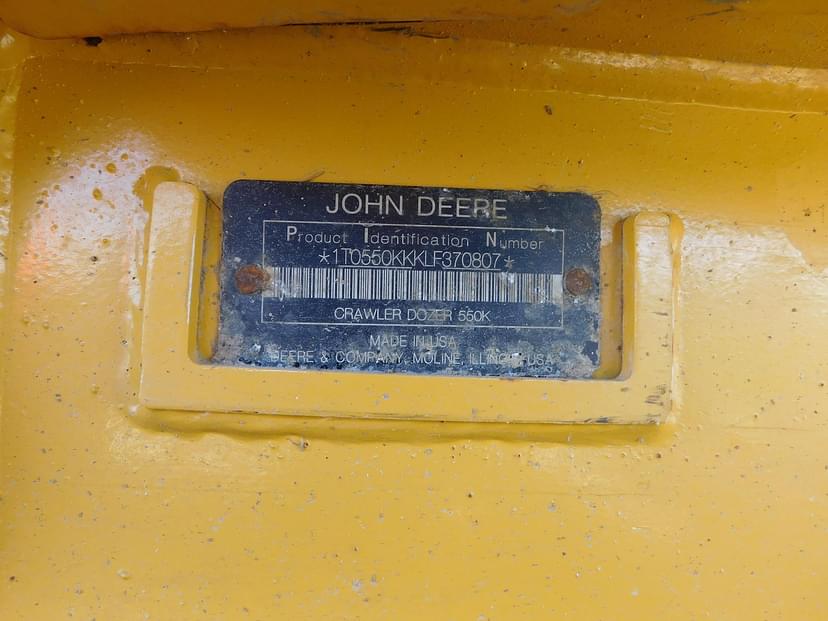 JOHN DEERE
Product Identification Number
*1T0550KKKLF370807*
CRAWLER DOZER 550K
MADE IN USA
DEERE & COMPANY, MOLINE, ILLINOIS USA